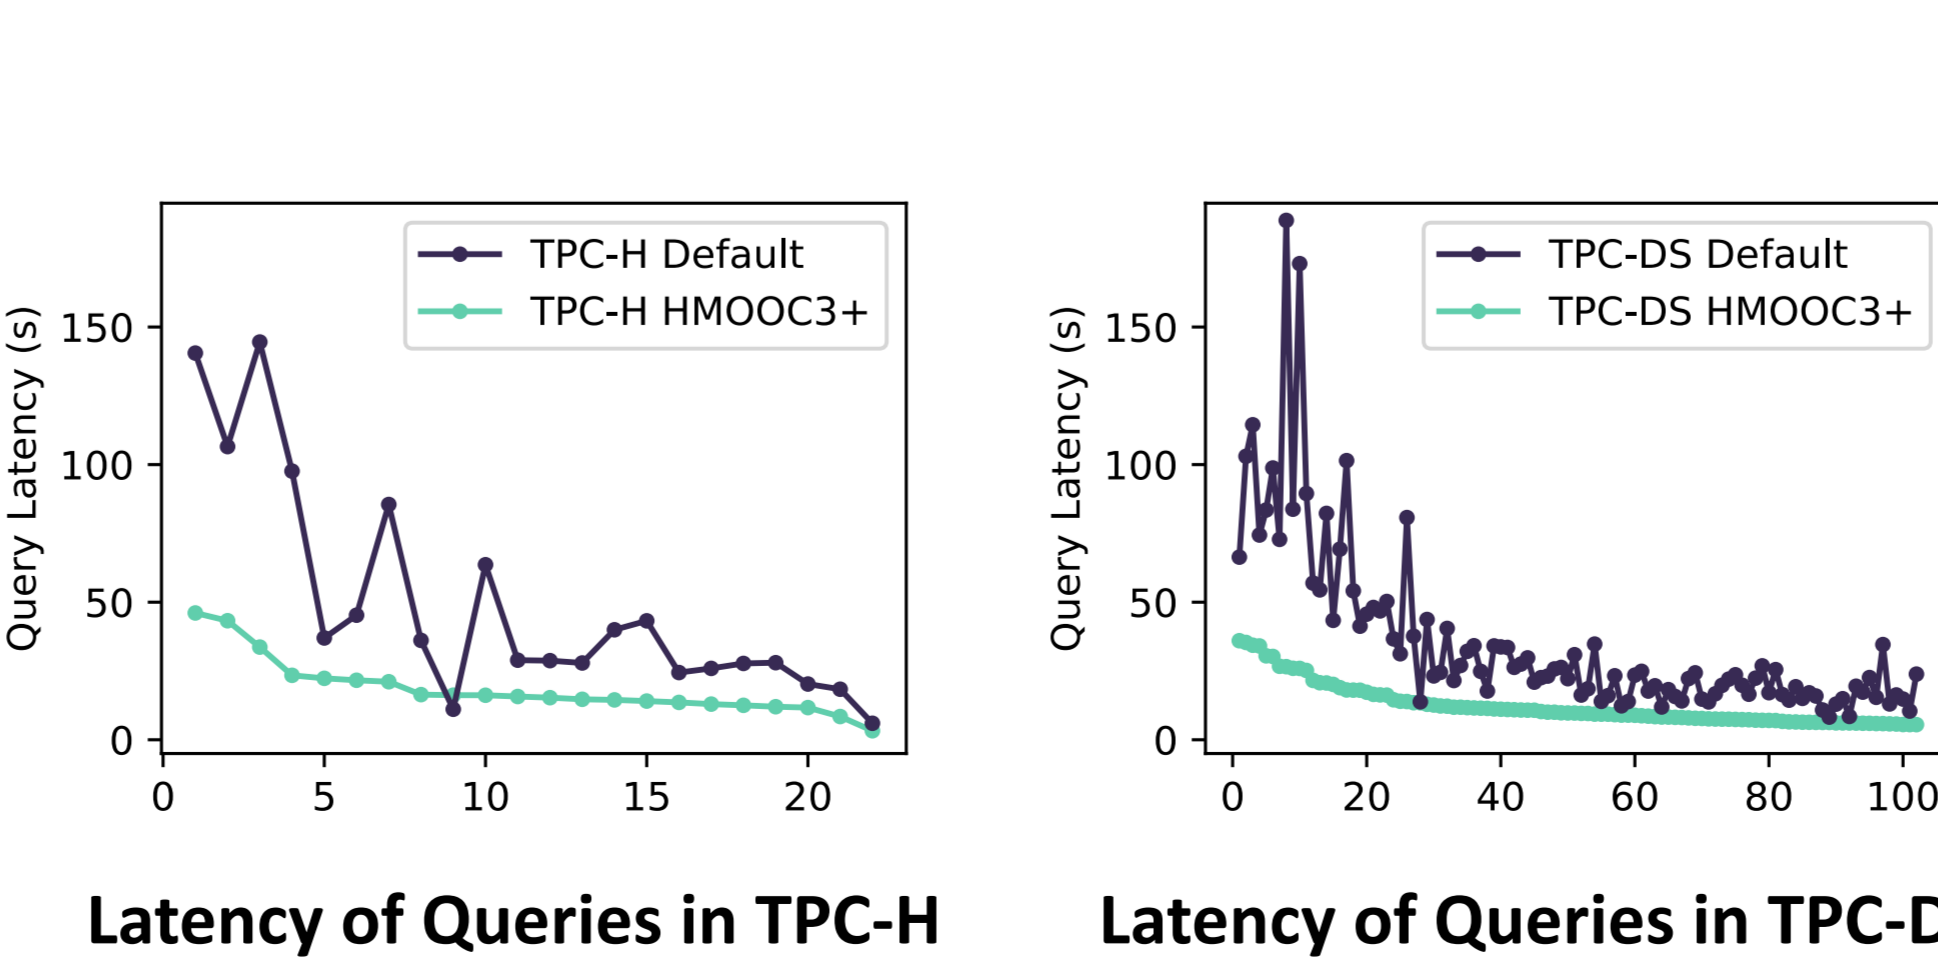 TPC-H Default
TPC-H HMOOC3+
Query Latency (s)
150
100
50
0
0 5 10 15 20
Latency of Queries in TPC-H
TPC-DS Default
TPC-DS HMOOC3+
Query Latency (s)
150
100
50
0
0 20 40 60 80 100
Latency of Queries in TPC-D